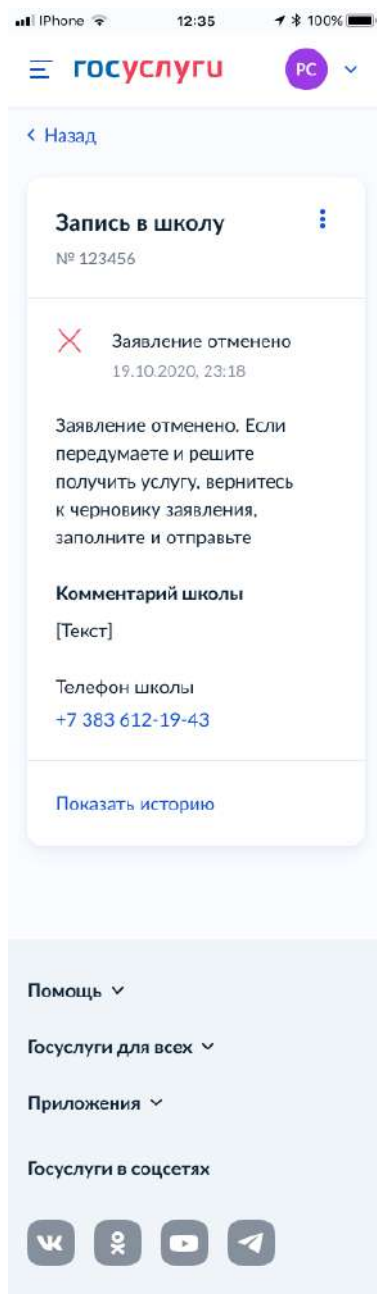 IPhone 12:35 100%
госуслуги РС
Назад
Запись в школу
№ 123456
Заявление отменено
19.10.2020, 23:18
Заявление отменено. Если
передумаете и решите
получить услугу, вернитесь
к черновику заявления,
заполните и отправьте
Комментарий школы
[Текст]
Телефон школы
+7 383 612-19-43
Показать историю
Помощь
Госуслуги для всех
Приложения
Госуслуги в соцсетях